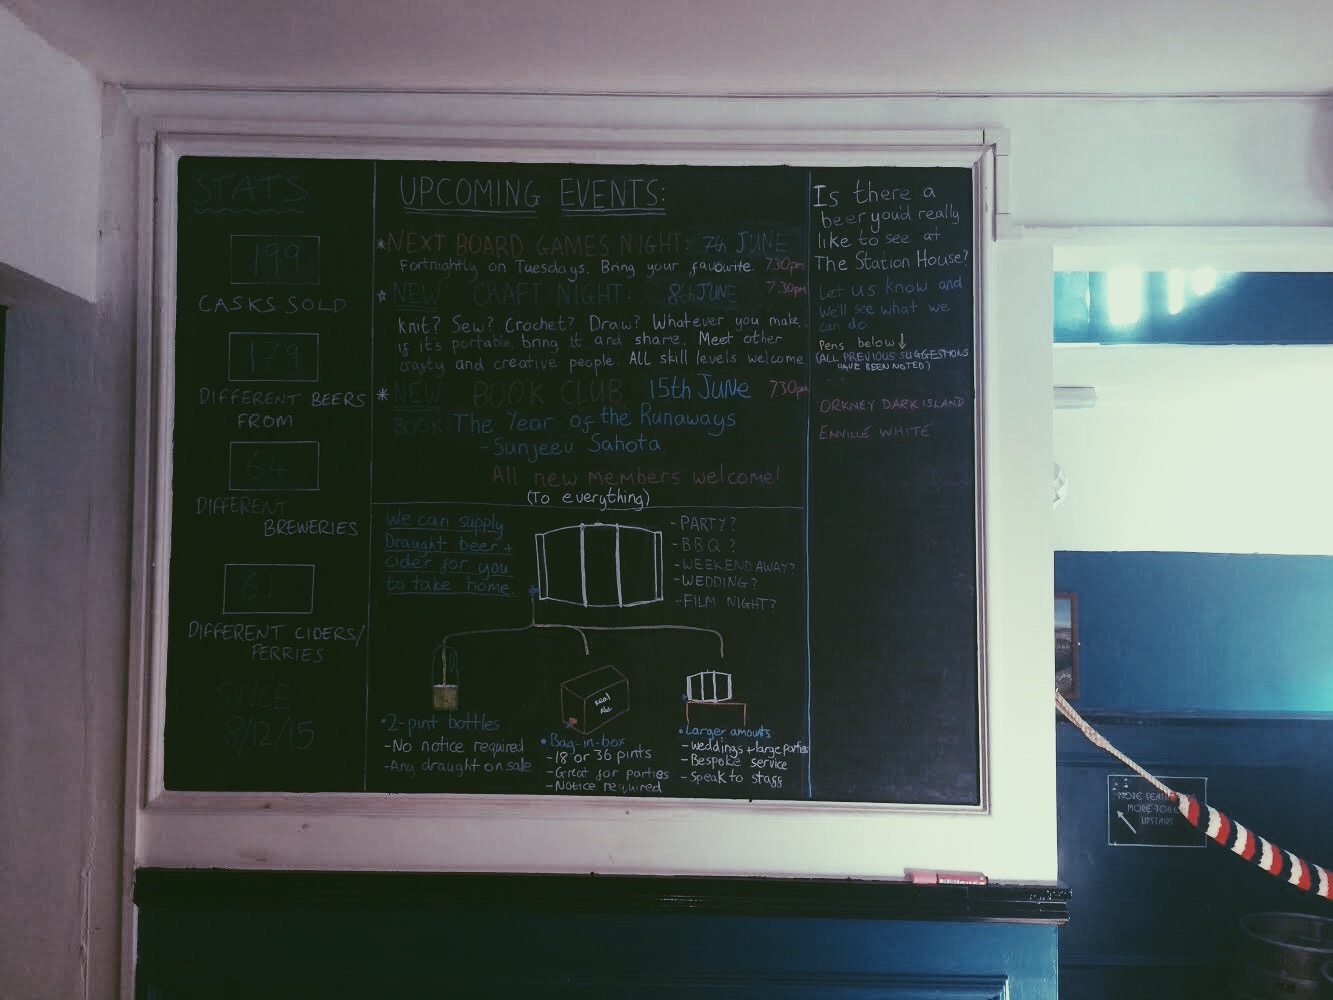 STATS
199
CASKS SOLD
179
DIFFERENT BEERS
FROM
64
DIFFERENT
BREWERIES
61
DIFFERENT CIDERS/
PERRIES
SINCE
8/12/15
UPCOMING EVENTS:
*NEXT BOARD GAMES NIGHT: 7th JUNE
Fortnightly on Tuesdays. Bring your favourite. 7.30pm
* NEW CRAFT NIGHT: 8th JUNE 7.30pm
Knit? Sew? Crochet? Draw? Whatever you make,
if it's portable, bring it and share. Meet other
crafty and creative people. All skill levels welcome
* NEW BOOK CLUB 15th JUNE 7.30pm
BOOK: The Year of the Runaways
- Sunjeev Sahota
All new members welcome!
(To everything)
We can supply
Draught beer +
cider for you
to take home.
- PARTY?
- BBQ?
- WEEKEND AWAY?
- WEDDING?
- FILM NIGHT?
• 2-pint bottles
- No notice required
- Any draught on sale
Real
Ale
• Bag-in-box
- 18 or 36 pints
- Great for parties
- Notice required
• Larger amounts
- Weddings + large parties
- Bespoke service
- Speak to staff
Is there a
beer you'd really
like to see at
The Station House?
Let us know and
We'll see what we
can do
Pens below ↓
(ALL PREVIOUS SUGGESTIONS
HAVE BEEN NOTED)
ORKNEY DARK ISLAND
ENVILLE WHITE
MORE SEATING
MORE TOILETS
UPSTAIRS